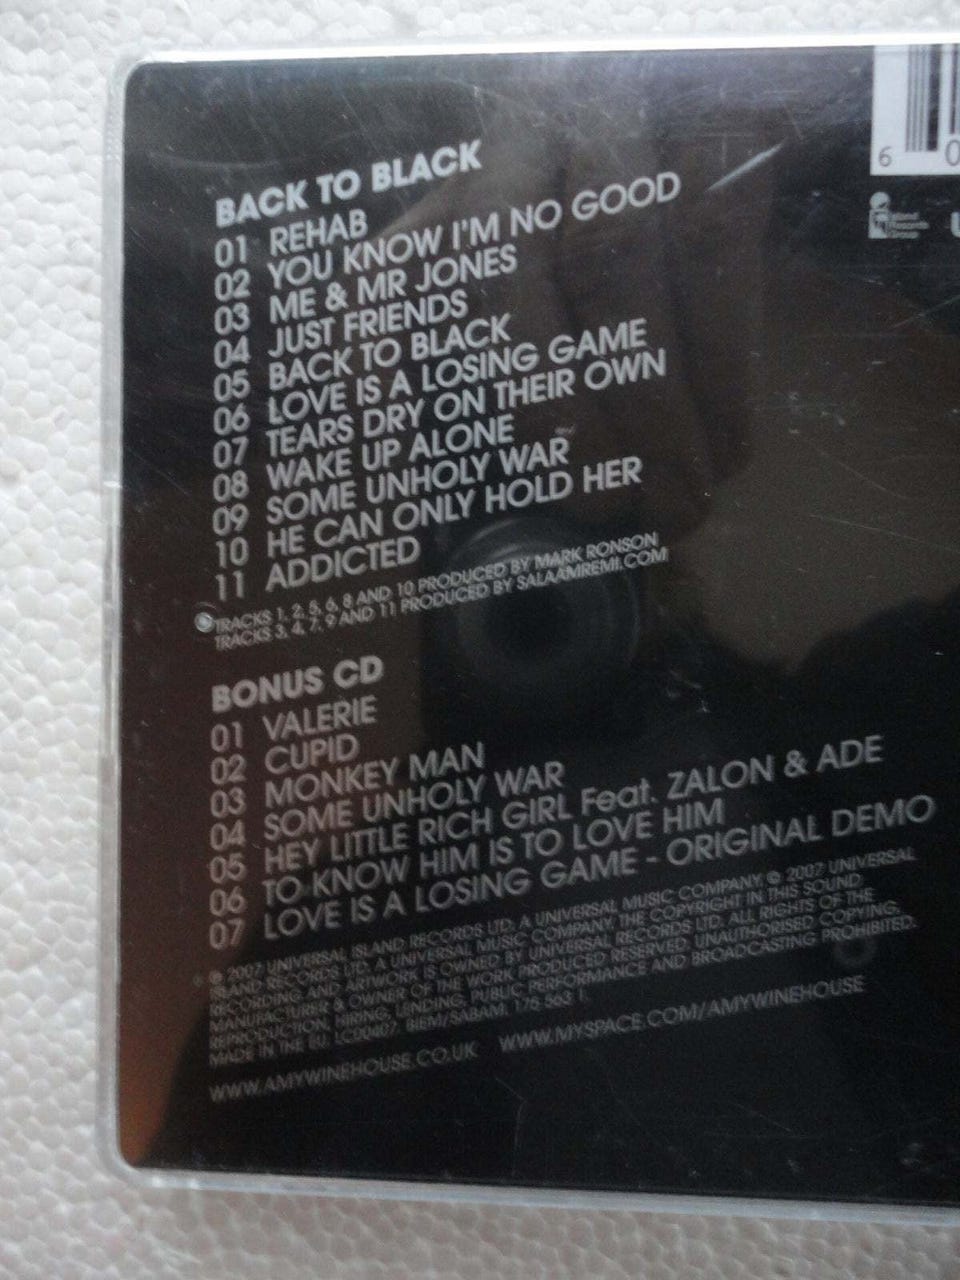 BACK TO BLACK
01 REHAB
02 YOU KNOW I'M NO GOOD
03 ME & MR JONES
04 JUST FRIENDS
05 BACK TO BLACK
06 LOVE IS A LOSING GAME
07 TEARS DRY ON THEIR OWN
08 WAKE UP ALONE
09 SOME UNHOLY WAR
10 HE CAN ONLY HOLD HER
11 ADDICTED
TRACKS 1, 2, 5, 6, 8 AND 10 PRODUCED BY MARK RONSON
TRACKS 3, 4, 7, 9 AND 11 PRODUCED BY SALAAMREMI.COM
BONUS CD
01 VALERIE
02 CUPID
03 MONKEY MAN
04 SOME UNHOLY WAR
05 HEY LITTLE RICH GIRL Feat. ZALON & ADE
06 TO KNOW HIM IS TO LOVE HIM
07 LOVE IS A LOSING GAME - ORIGINAL DEMO
℗ 2007 UNIVERSAL ISLAND RECORDS LTD. A UNIVERSAL MUSIC COMPANY. © 2007 UNIVERSAL
ISLAND RECORDS LTD. A UNIVERSAL MUSIC COMPANY. THE COPYRIGHT IN THIS SOUND
RECORDING AND ARTWORK IS OWNED BY UNIVERSAL RECORDS LTD. ALL RIGHTS OF THE
MANUFACTURER & OWNER OF THE WORK PRODUCED RESERVED. UNAUTHORISED COPYING,
REPRODUCTION, HIRING, LENDING, PUBLIC PERFORMANCE AND BROADCASTING PROHIBITED.
MADE IN THE EU. LC00407. BIEM/SABAM. 176 563 1.
WWW.AMYWINEHOUSE.CO.UK WWW.MYSPACE.COM/AMYWINEHOUSE
6 0
Island
Records
Group
U